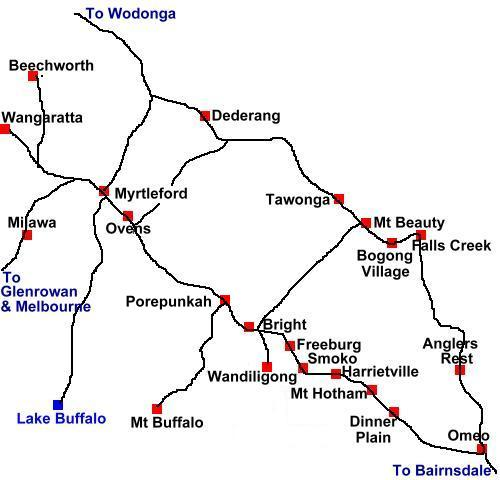 To Wodonga
Beechworth
Wangaratta
Dederang
Myrtleford
Tawonga
Ovens
Milawa
Mt Beauty
Falls Creek
Bogong
Village
To
Glenrowan
& Melbourne
Porepunkah
Bright
Freeburg
Smoko
Harrietville
Anglers
Rest
Wandiligong
Mt Hotham
Lake Buffalo
Mt Buffalo
Dinner
Plain
Omeo
To Bairnsdale